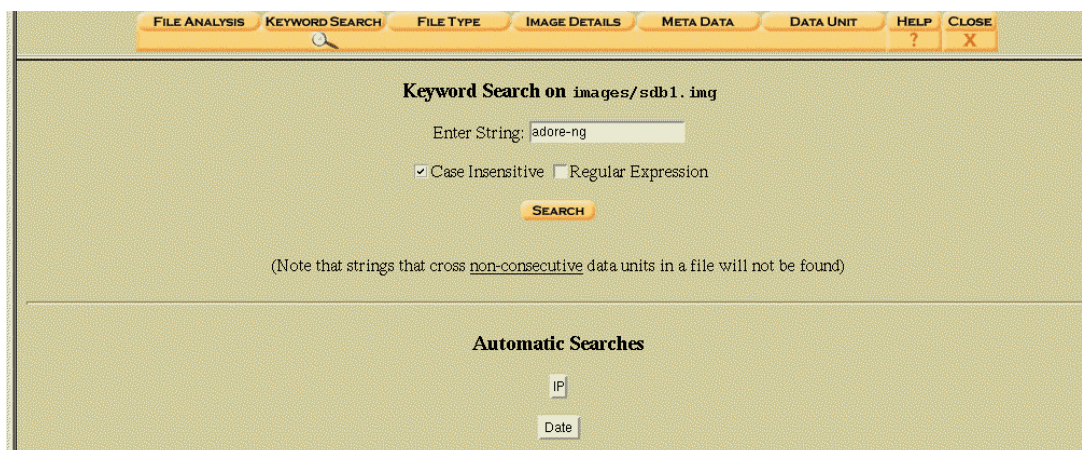 FILE ANALYSIS KEYWORD SEARCH FILE TYPE IMAGE DETAILS META DATA DATA UNIT HELP CLOSE
? X
Keyword Search on images/sdb1.img
Enter String: adore-ng
Case Insensitive Regular Expression
SEARCH
(Note that strings that cross non-consecutive data units in a file will not be found)
Automatic Searches
IP
Date